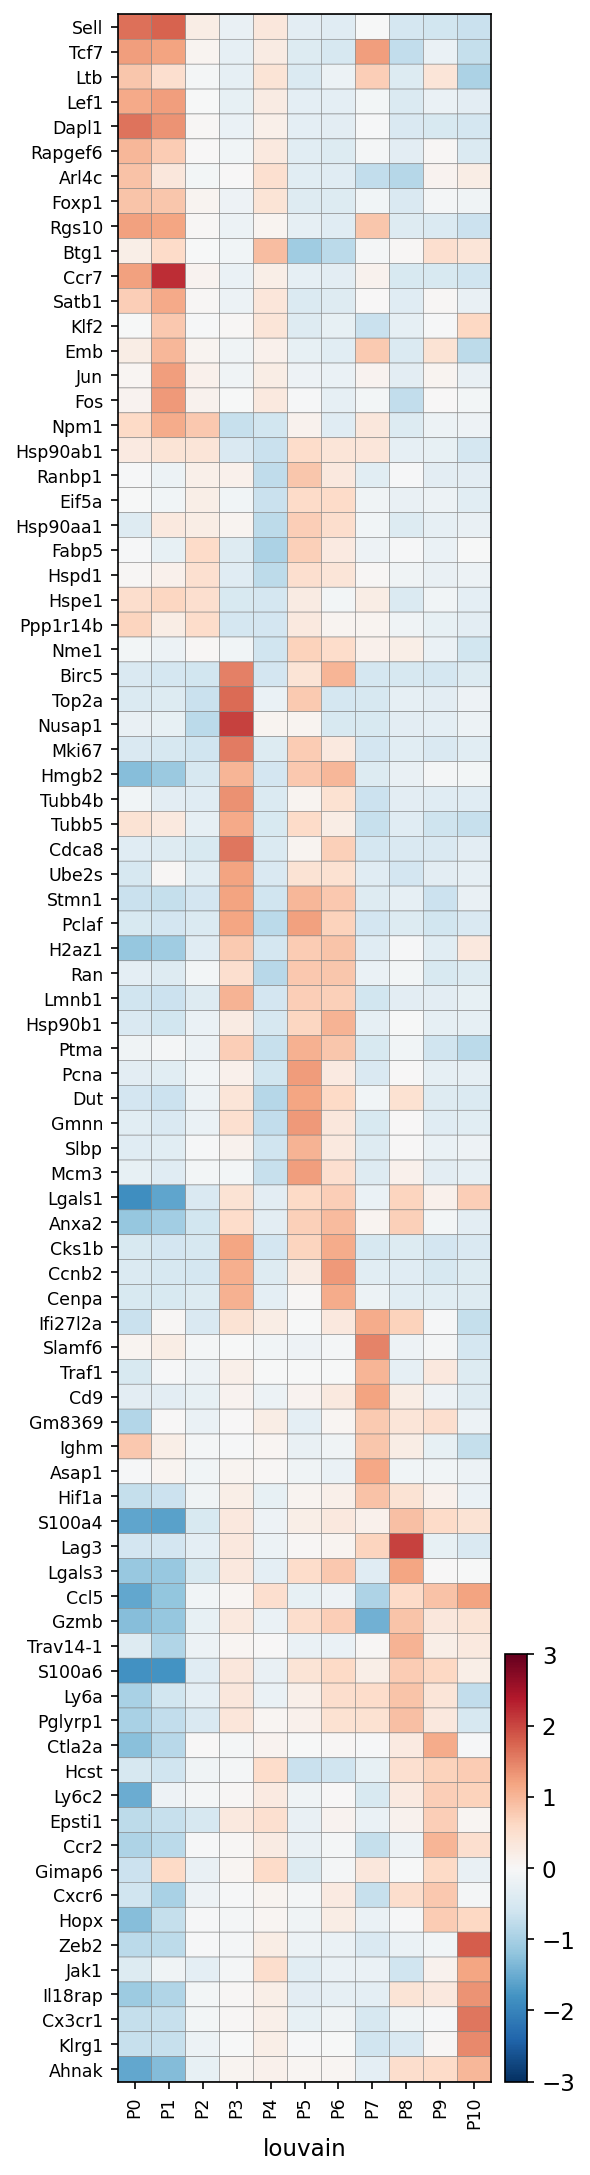 Sell
Tcf7
Ltb
Lef1
Dapl1
Rapgef6
Arl4c
Foxp1
Rgs10
Btg1
Ccr7
Satb1
Klf2
Emb
Jun
Fos
Npm1
Hsp90ab1
Ranbp1
Eif5a
Hsp90aa1
Fabp5
Hspd1
Hspe1
Ppp1r14b
Nme1
Birc5
Top2a
Nusap1
Mki67
Hmgb2
Tubb4b
Tubb5
Cdca8
Ube2s
Stmn1
Pclaf
H2az1
Ran
Lmnb1
Hsp90b1
Ptma
Pcna
Dut
Gmnn
Slbp
Mcm3
Lgals1
Anxa2
Cks1b
Ccnb2
Cenpa
Ifi27l2a
Slamf6
Traf1
Cd9
Gm8369
Ighm
Asap1
Hif1a
S100a4
Lag3
Lgals3
Ccl5
Gzmb
Trav14-1
S100a6
Ly6a
Pglyrp1
Ctla2a
Hcst
Ly6c2
Epsti1
Ccr2
Gimap6
Cxcr6
Hopx
Zeb2
Jak1
Il18rap
Cx3cr1
Klrg1
Ahnak
P0 P1 P2 P3 P4 P5 P6 P7 P8 P9 P10
louvain
3
2
1
0
−1
−2
−3